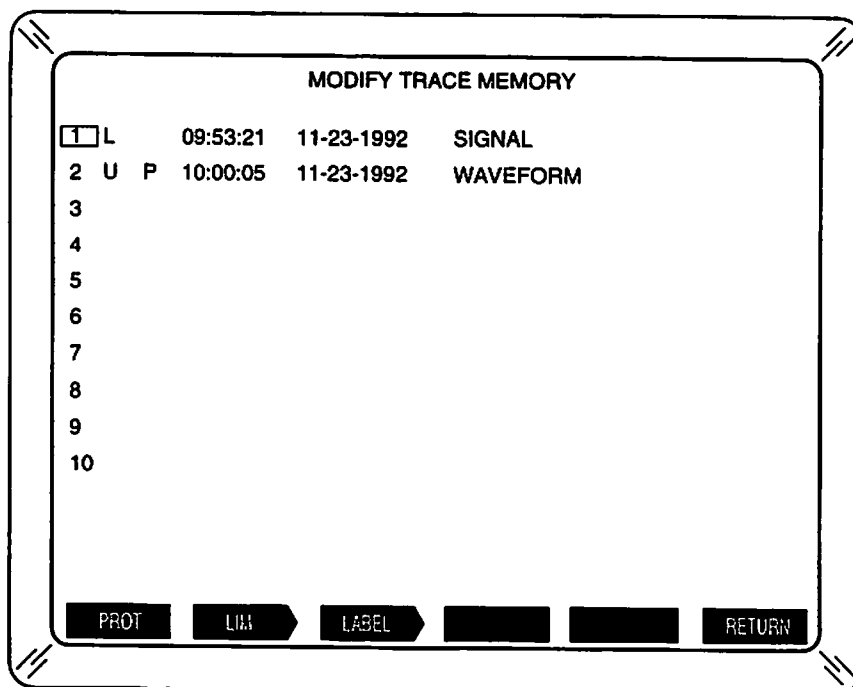 MODIFY TRACE MEMORY
1 L 09:53:21 11-23-1992 SIGNAL
2 U P 10:00:05 11-23-1992 WAVEFORM
3
4
5
6
7
8
9
10
PROT LIM LABEL RETURN